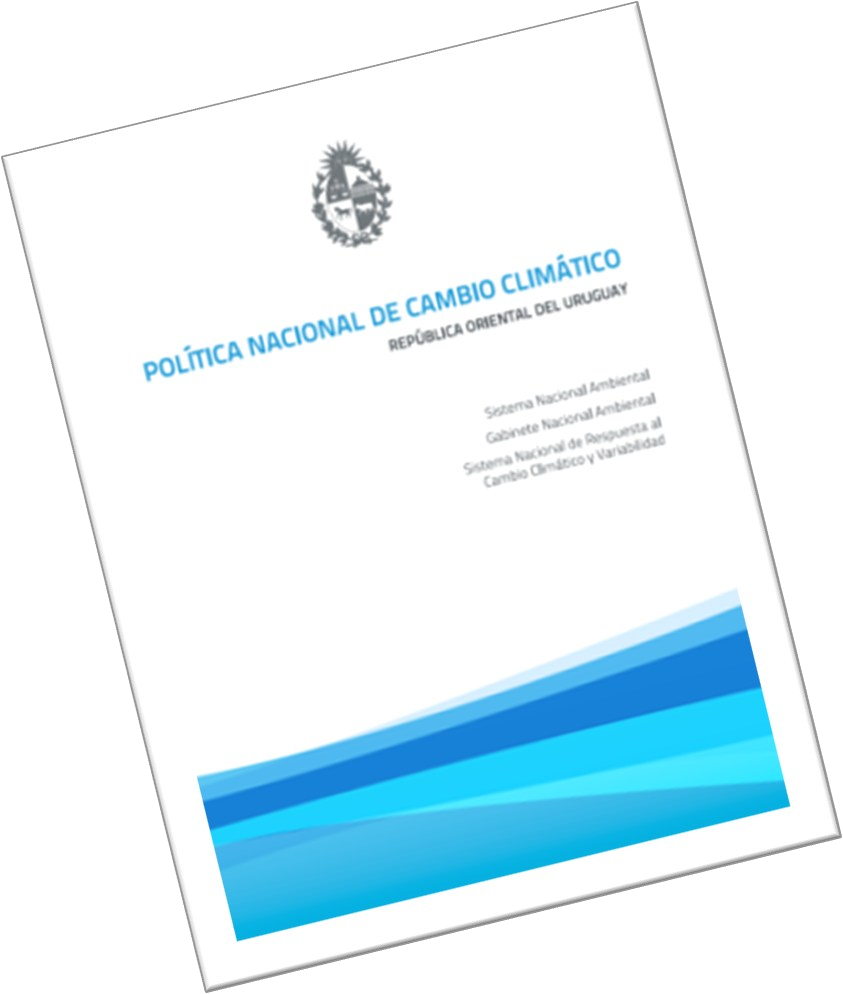 POLÍTICA NACIONAL DE CAMBIO CLIMÁTICO
REPÚBLICA ORIENTAL DEL URUGUAY
Sistema Nacional Ambiental
Gabinete Nacional Ambiental
Sistema Nacional de Respuesta al
Cambio Climático y Variabilidad